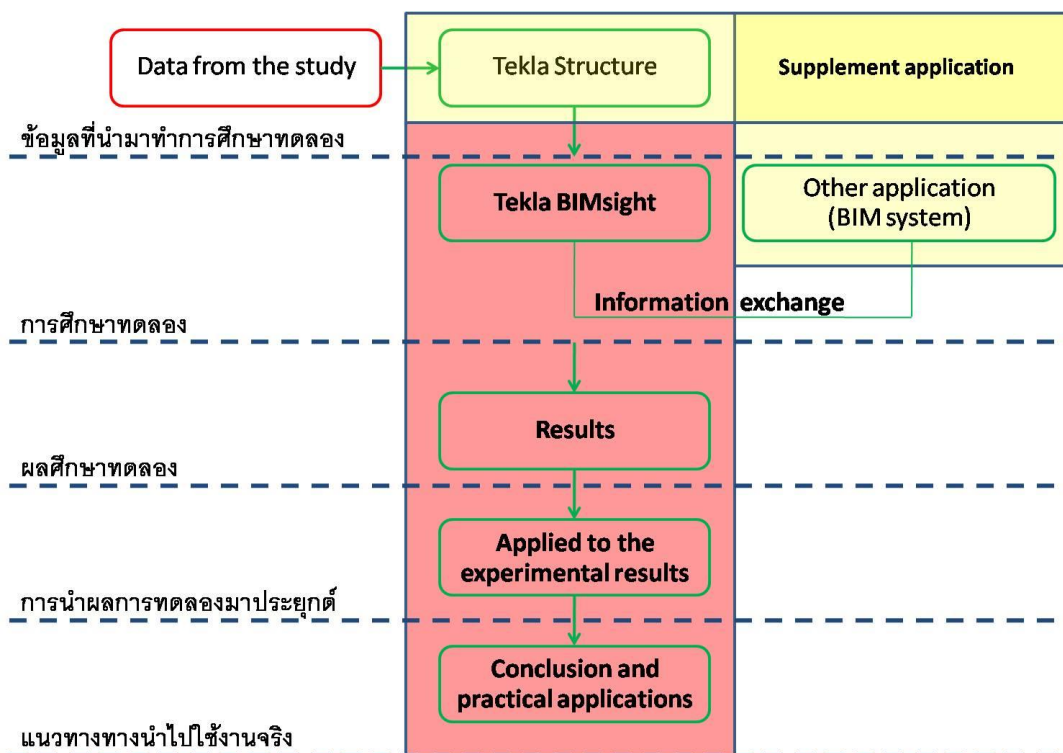 Data from the study
Tekla Structure
Supplement application
ข้อมูลที่นำมาทำการศึกษาทดลอง
Tekla BIMsight
Other application
(BIM system)
Information exchange
การศึกษาทดลอง
Results
ผลศึกษาทดลอง
Applied to the
experimental results
การนำผลการทดลองมาประยุกต์
Conclusion and
practical applications
แนวทางทางนำไปใช้งานจริง